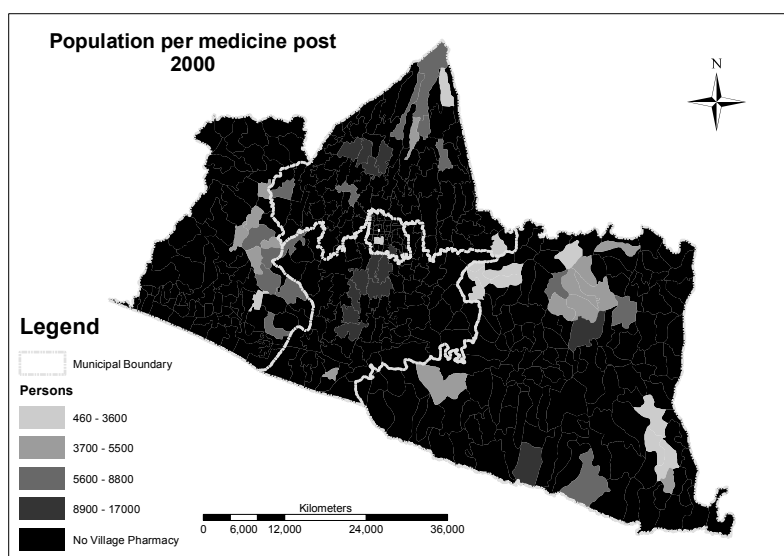 Population per medicine post
2000
N
Legend
Municipal Boundary
Persons
460 - 3600
3700 - 5500
5600 - 8800
8900 - 17000
No Village Pharmacy
Kilometers
0 6,000 12,000 24,000 36,000